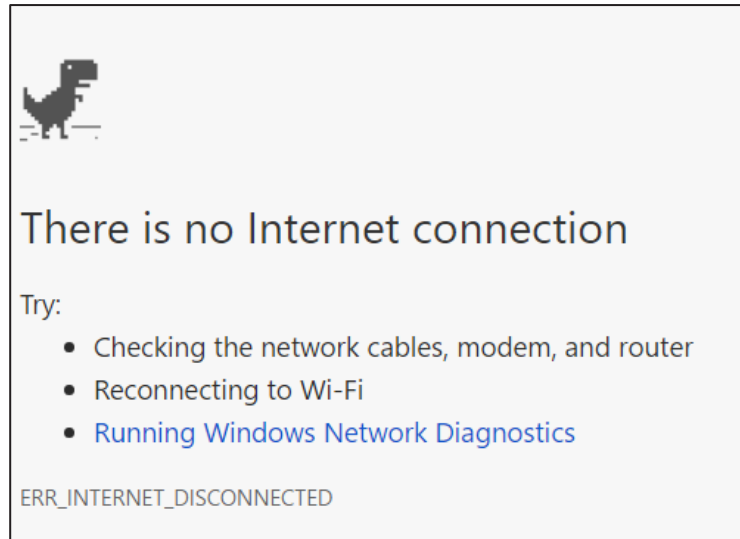 There is no Internet connection
Try:
• Checking the network cables, modem, and router
• Reconnecting to Wi-Fi
• Running Windows Network Diagnostics
ERR_INTERNET_DISCONNECTED